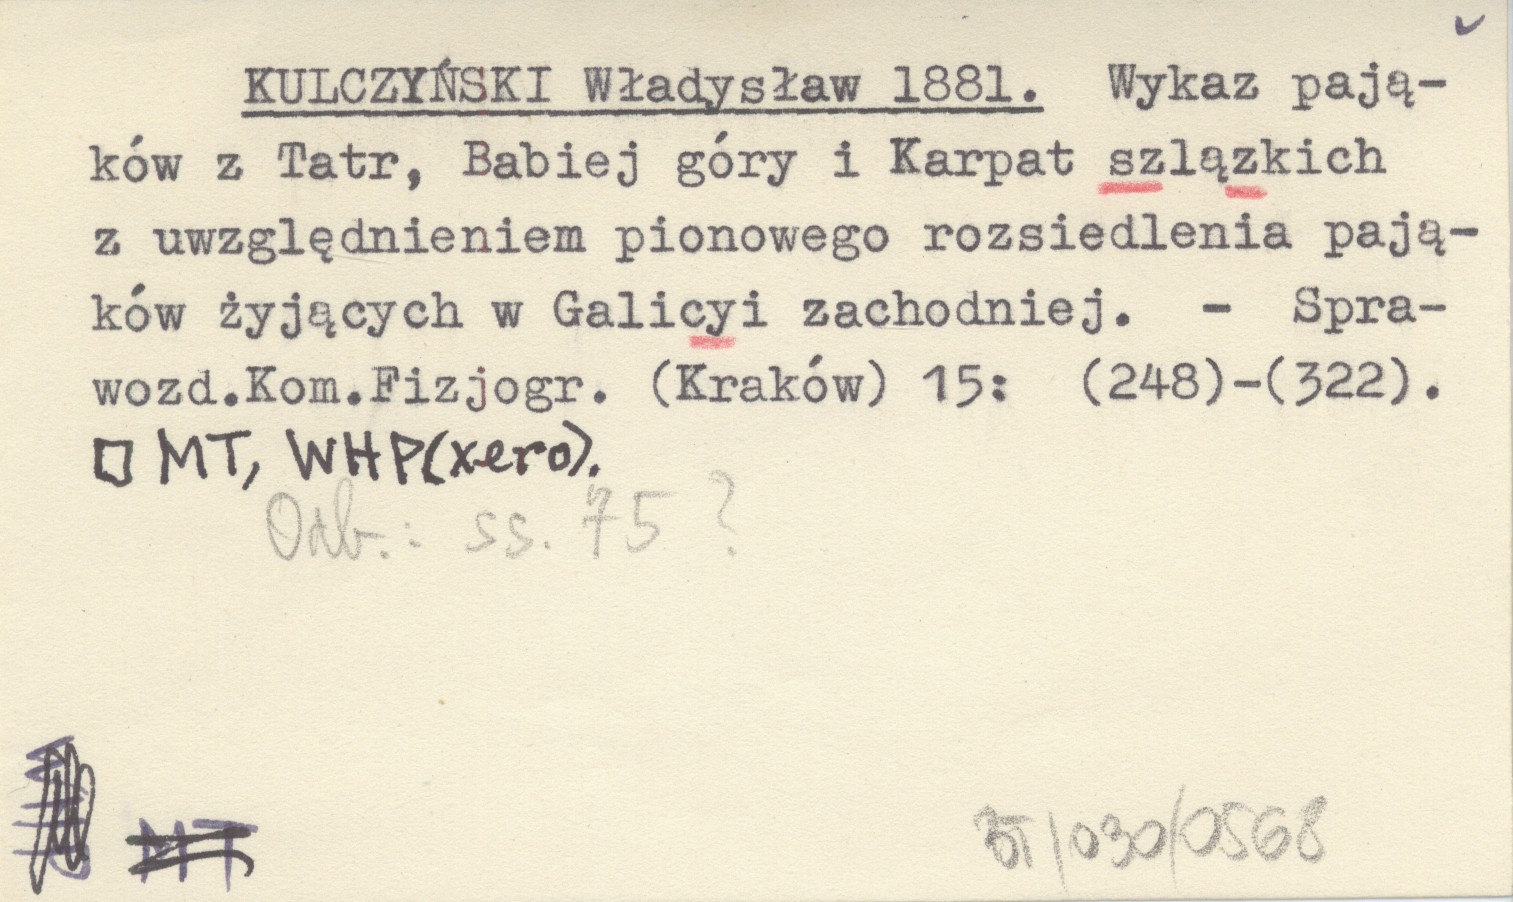 KULCZYŃSKI Władysław 1881. Wykaz pają-
ków z Tatr, Babiej góry i Karpat szlązkich
z uwzględnieniem pionowego rozsiedlenia pają-
ków żyjących w Galicyi zachodniej. - Spra-
wozd.Kom.Fizjogr. (Kraków) 15: (248)-(322).
MT, WHP(xero).
Odb.: ss. 75 ?
MT
/030/0568